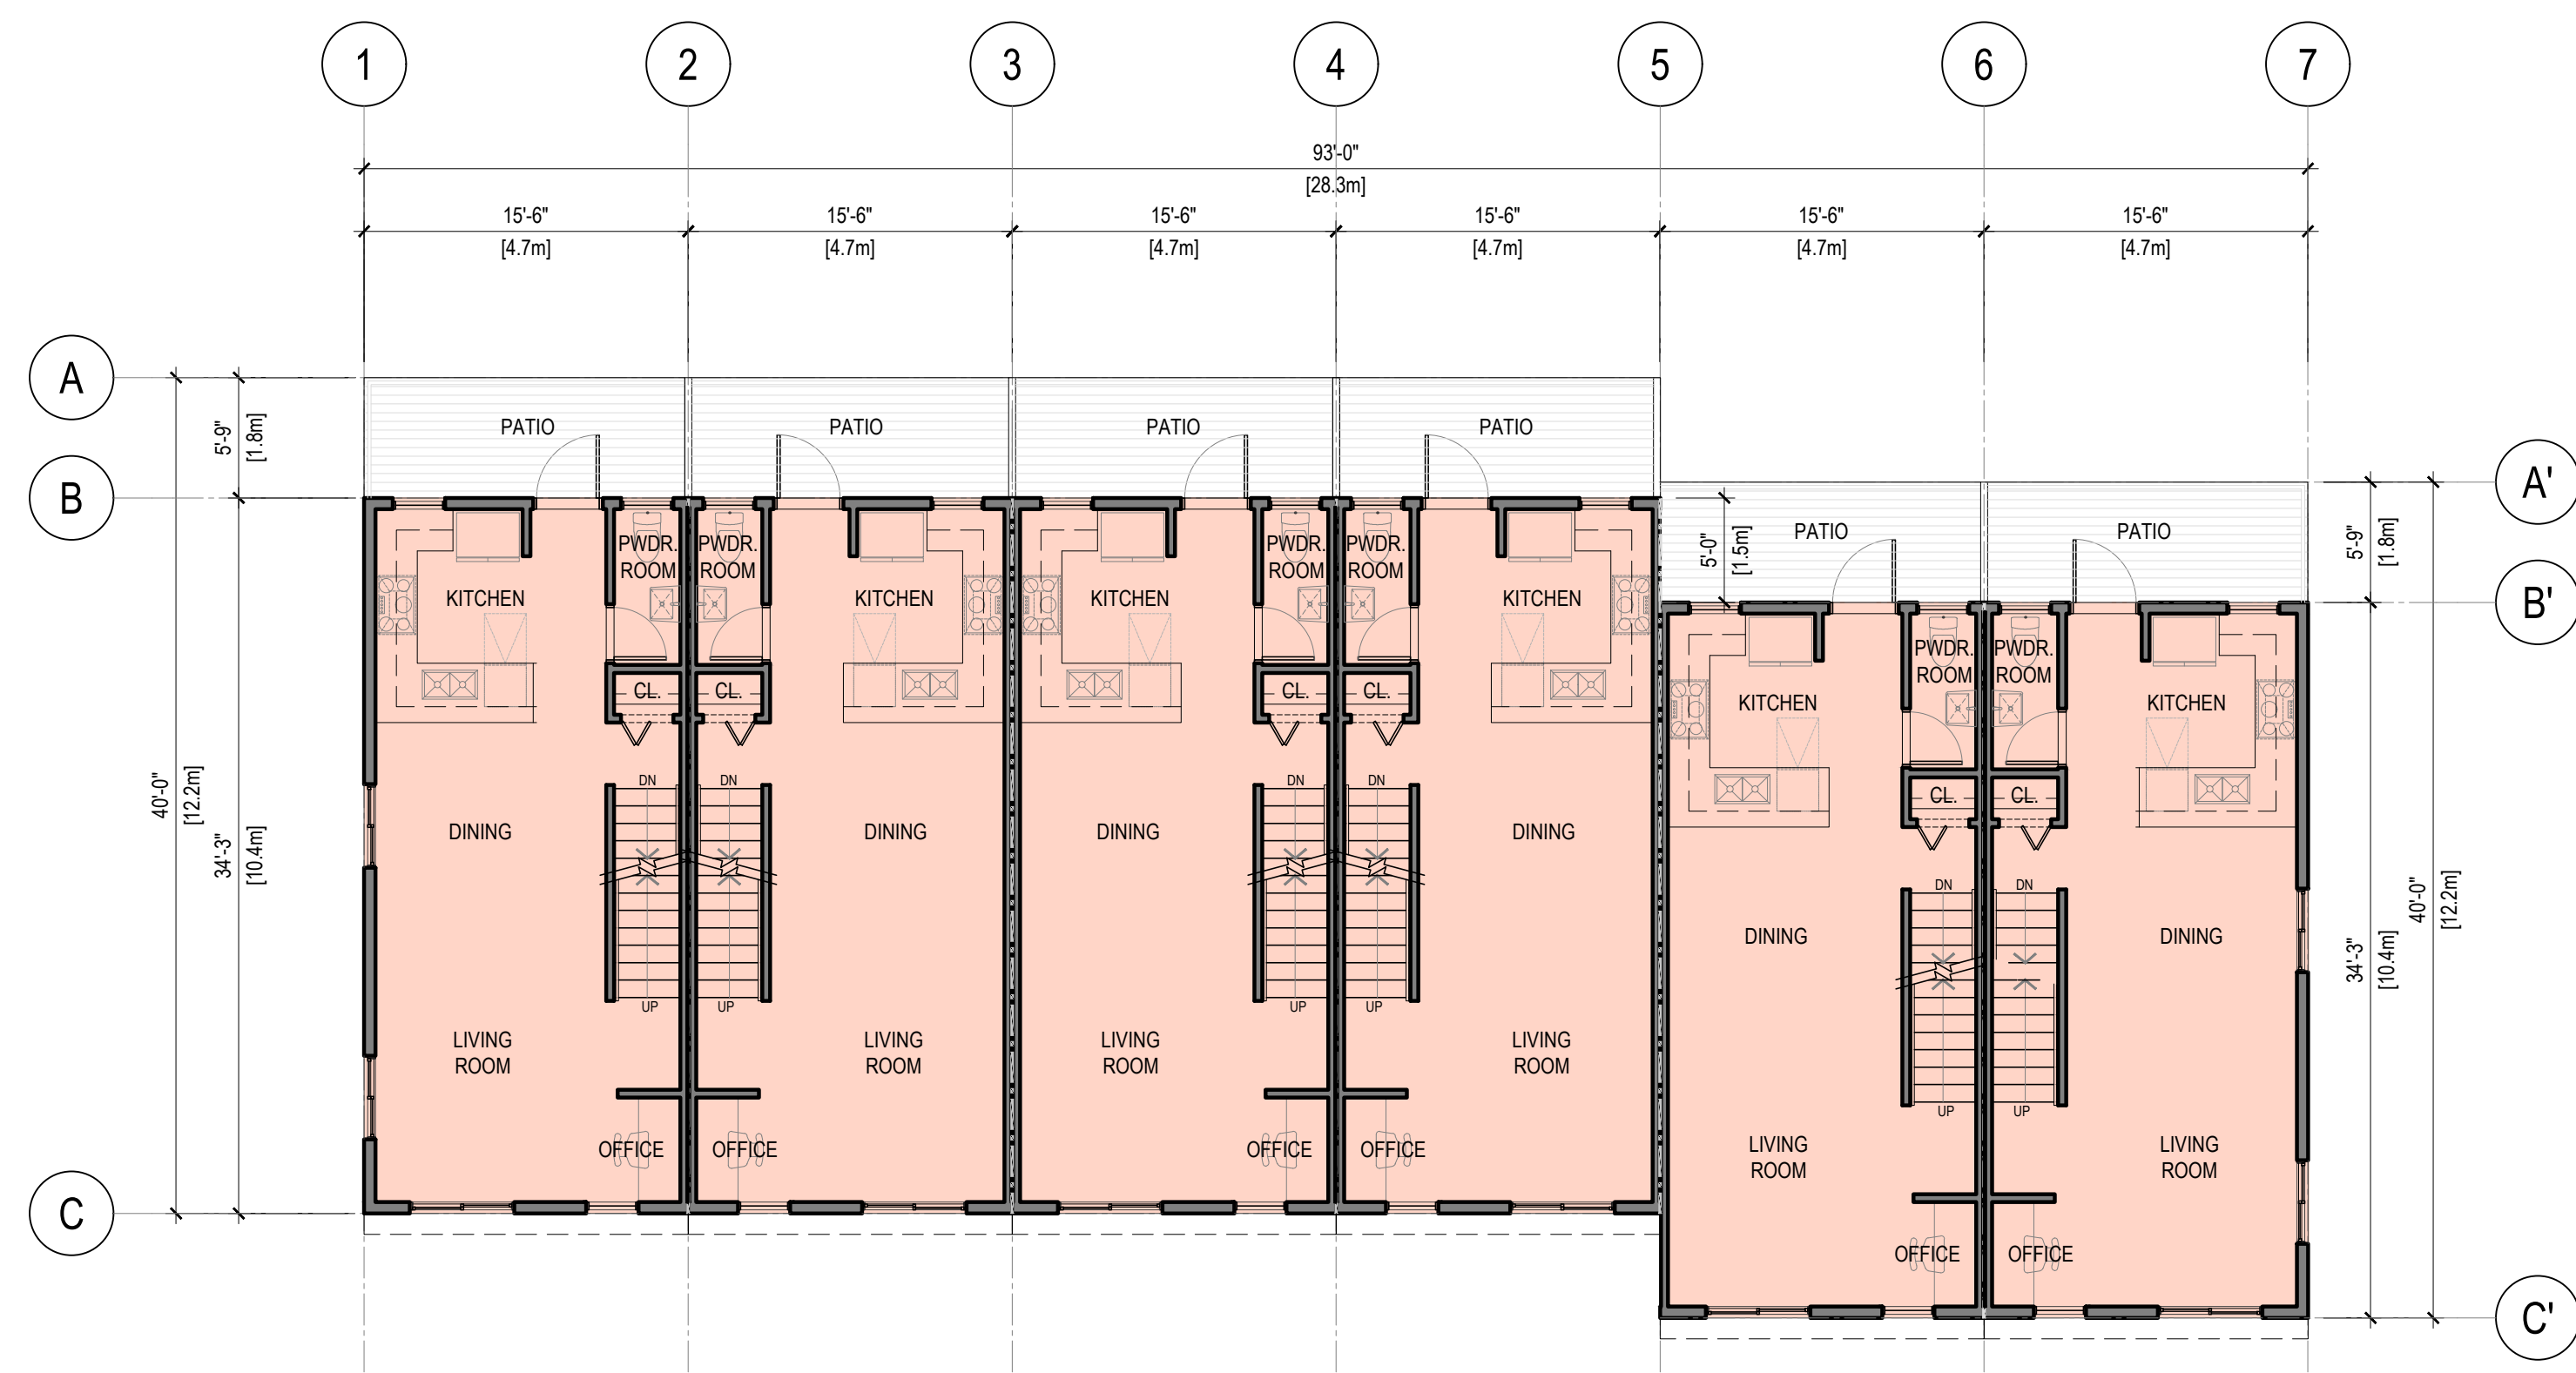 1
2
3
4
5
6
7
93'-0"
[28.3m]
15'-6"
15'-6"
15'-6"
15'-6"
15'-6"
15'-6"
[4.7m]
[4.7m]
[4.7m]
[4.7m]
[4.7m]
[4.7m]
A
B
C
A'
B'
C'
5'-9"
[1.8m]
40'-0"
[12.2m]
34'-3"
[10.4m]
5'-0"
[1.5m]
5'-9"
[1.8m]
34'-3"
[10.4m]
40'-0"
[12.2m]
PATIO
PWDR.
ROOM
KITCHEN
CL.
DN
DINING
UP
LIVING
ROOM
OFFICE
PATIO
PWDR.
ROOM
KITCHEN
CL.
DN
DINING
UP
LIVING
ROOM
OFFICE
PATIO
PWDR.
ROOM
KITCHEN
CL.
DN
DINING
UP
LIVING
ROOM
OFFICE
PATIO
PWDR.
ROOM
KITCHEN
CL.
DN
DINING
UP
LIVING
ROOM
OFFICE
PATIO
PWDR.
ROOM
KITCHEN
CL.
DN
DINING
UP
LIVING
ROOM
OFFICE
PATIO
PWDR.
ROOM
KITCHEN
CL.
DN
DINING
UP
LIVING
ROOM
OFFICE